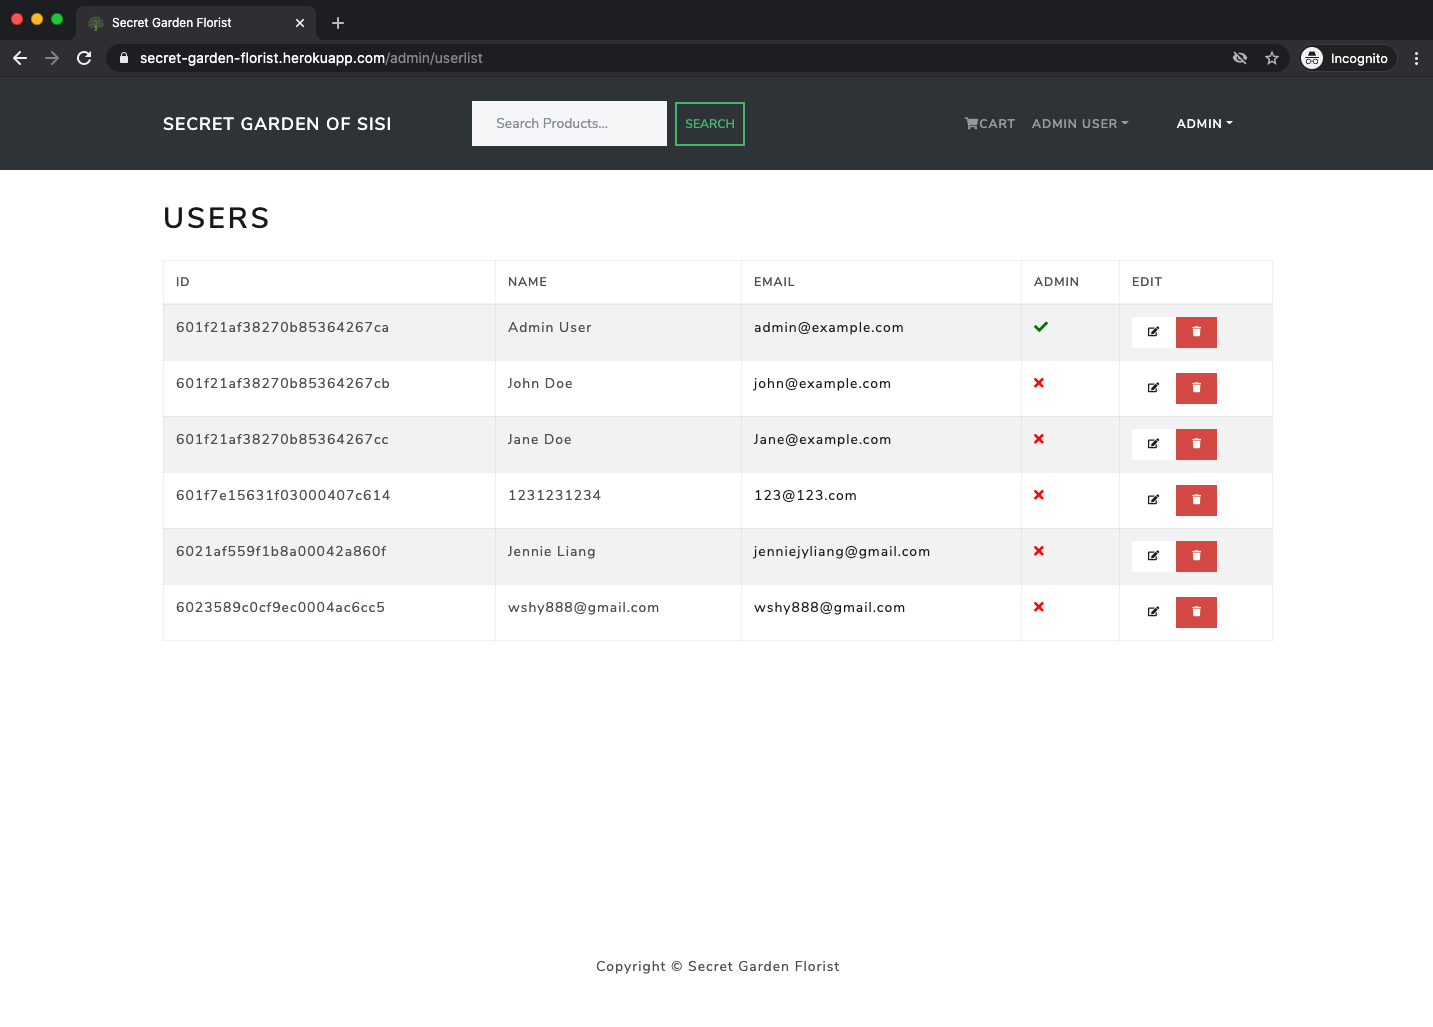 Secret Garden Florist
secret-garden-florist.herokuapp.com/admin/userlist
Incognito
SECRET GARDEN OF SISI
Search Products...
SEARCH
CART
ADMIN USER
ADMIN
USERS
ID NAME EMAIL ADMIN EDIT
601f21af38270b85364267ca Admin User admin@example.com
601f21af38270b85364267cb John Doe john@example.com
601f21af38270b85364267cc Jane Doe Jane@example.com
601f7e15631f03000407c614 1231231234 123@123.com
6021af559f1b8a00042a860f Jennie Liang jenniejyliang@gmail.com
6023589c0cf9ec0004ac6cc5 wshy888@gmail.com wshy888@gmail.com
Copyright © Secret Garden Florist